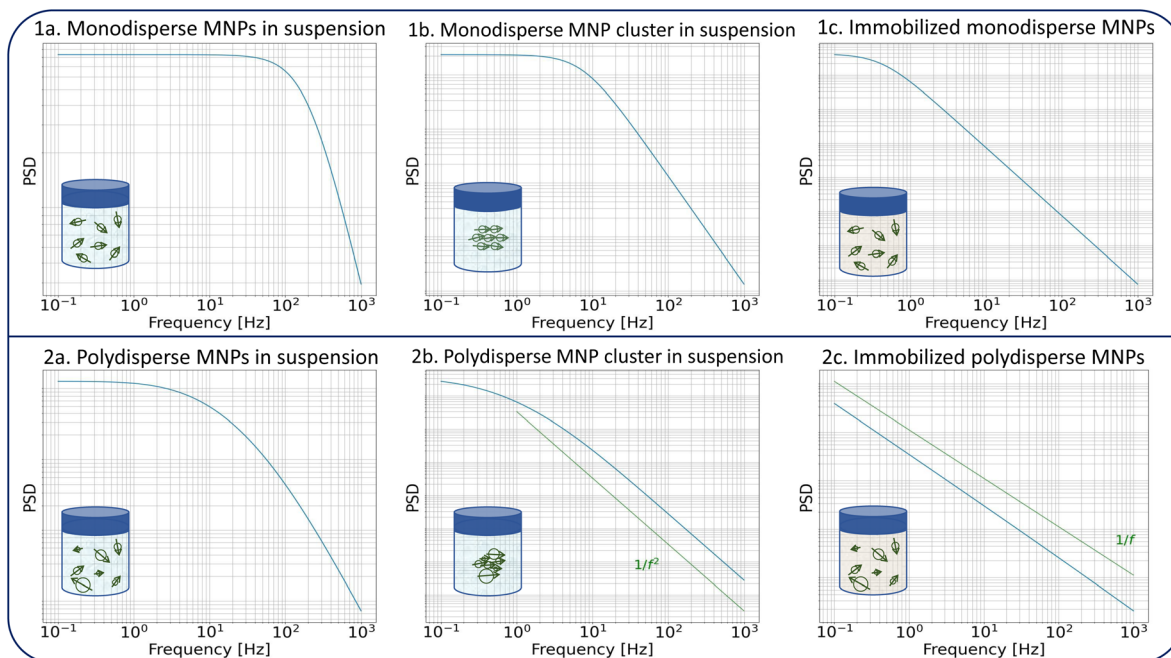 1a. Monodisperse MNPs in suspension
1b. Monodisperse MNP cluster in suspension
1c. Immobilized monodisperse MNPs
PSD
PSD
PSD
10⁻¹ 10⁰ 10¹ 10² 10³
10⁻¹ 10⁰ 10¹ 10² 10³
10⁻¹ 10⁰ 10¹ 10² 10³
Frequency [Hz]
Frequency [Hz]
Frequency [Hz]
2a. Polydisperse MNPs in suspension
2b. Polydisperse MNP cluster in suspension
2c. Immobilized polydisperse MNPs
PSD
PSD
PSD
1/f²
1/f
10⁻¹ 10⁰ 10¹ 10² 10³
10⁻¹ 10⁰ 10¹ 10² 10³
10⁻¹ 10⁰ 10¹ 10² 10³
Frequency [Hz]
Frequency [Hz]
Frequency [Hz]